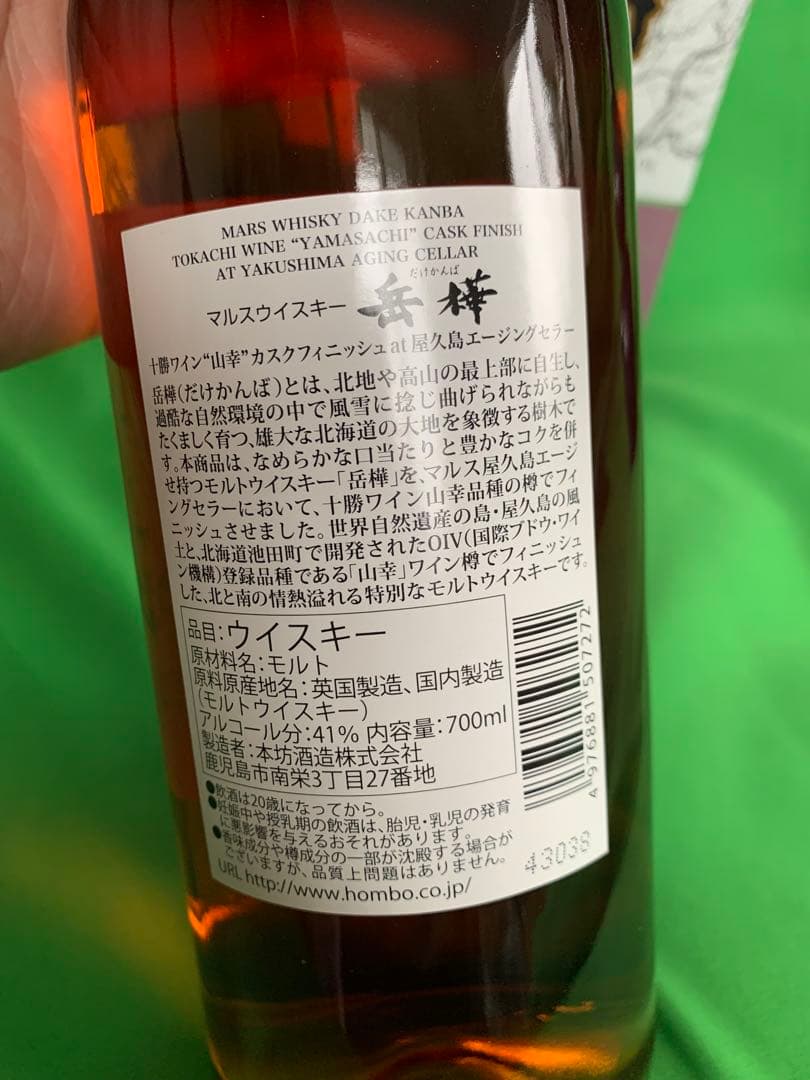 MARS WHISKY DAKE KANBA
TOKACHI WINE “YAMASACHI” CASK FINISH
AT YAKUSHIMA AGING CELLAR
だけかんば
マルスウイスキー 岳樺
十勝ワイン“山幸”カスクフィニッシュat屋久島エージングセラー
岳樺(だけかんば)とは、北地や高山の最上部に自生し、
過酷な自然環境の中で風雪に捻じ曲げられながらも
たくましく育つ、雄大な北海道の大地を象徴する樹木で
す。本商品は、なめらかな口当たりと豊かなコクを併
せ持つモルトウイスキー「岳樺」を、マルス屋久島エージ
ングセラーにおいて、十勝ワイン山幸品種の樽でフィ
ニッシュさせました。世界自然遺産の島・屋久島の風
土と、北海道池田町で開発されたOIV(国際ブドウ・ワイ
ン機構)登録品種である「山幸」ワイン樽でフィニッシュ
した、北と南の情熱溢れる特別なモルトウイスキーです。
品目：ウイスキー
原材料名：モルト
原料原産地名：英国製造、国内製造
(モルトウイスキー)
アルコール分：41% 内容量：700ml
製造者：本坊酒造株式会社
鹿児島市南栄3丁目27番地
4976881507272
●飲酒は20歳になってから。
●妊娠中や授乳期の飲酒は、胎児・乳児の発育
に悪影響を与えるおそれがあります。
●香味成分や樽成分の一部が沈殿する場合が
ございますが、品質上問題はありません。
URL http://www.hombo.co.jp/
43038